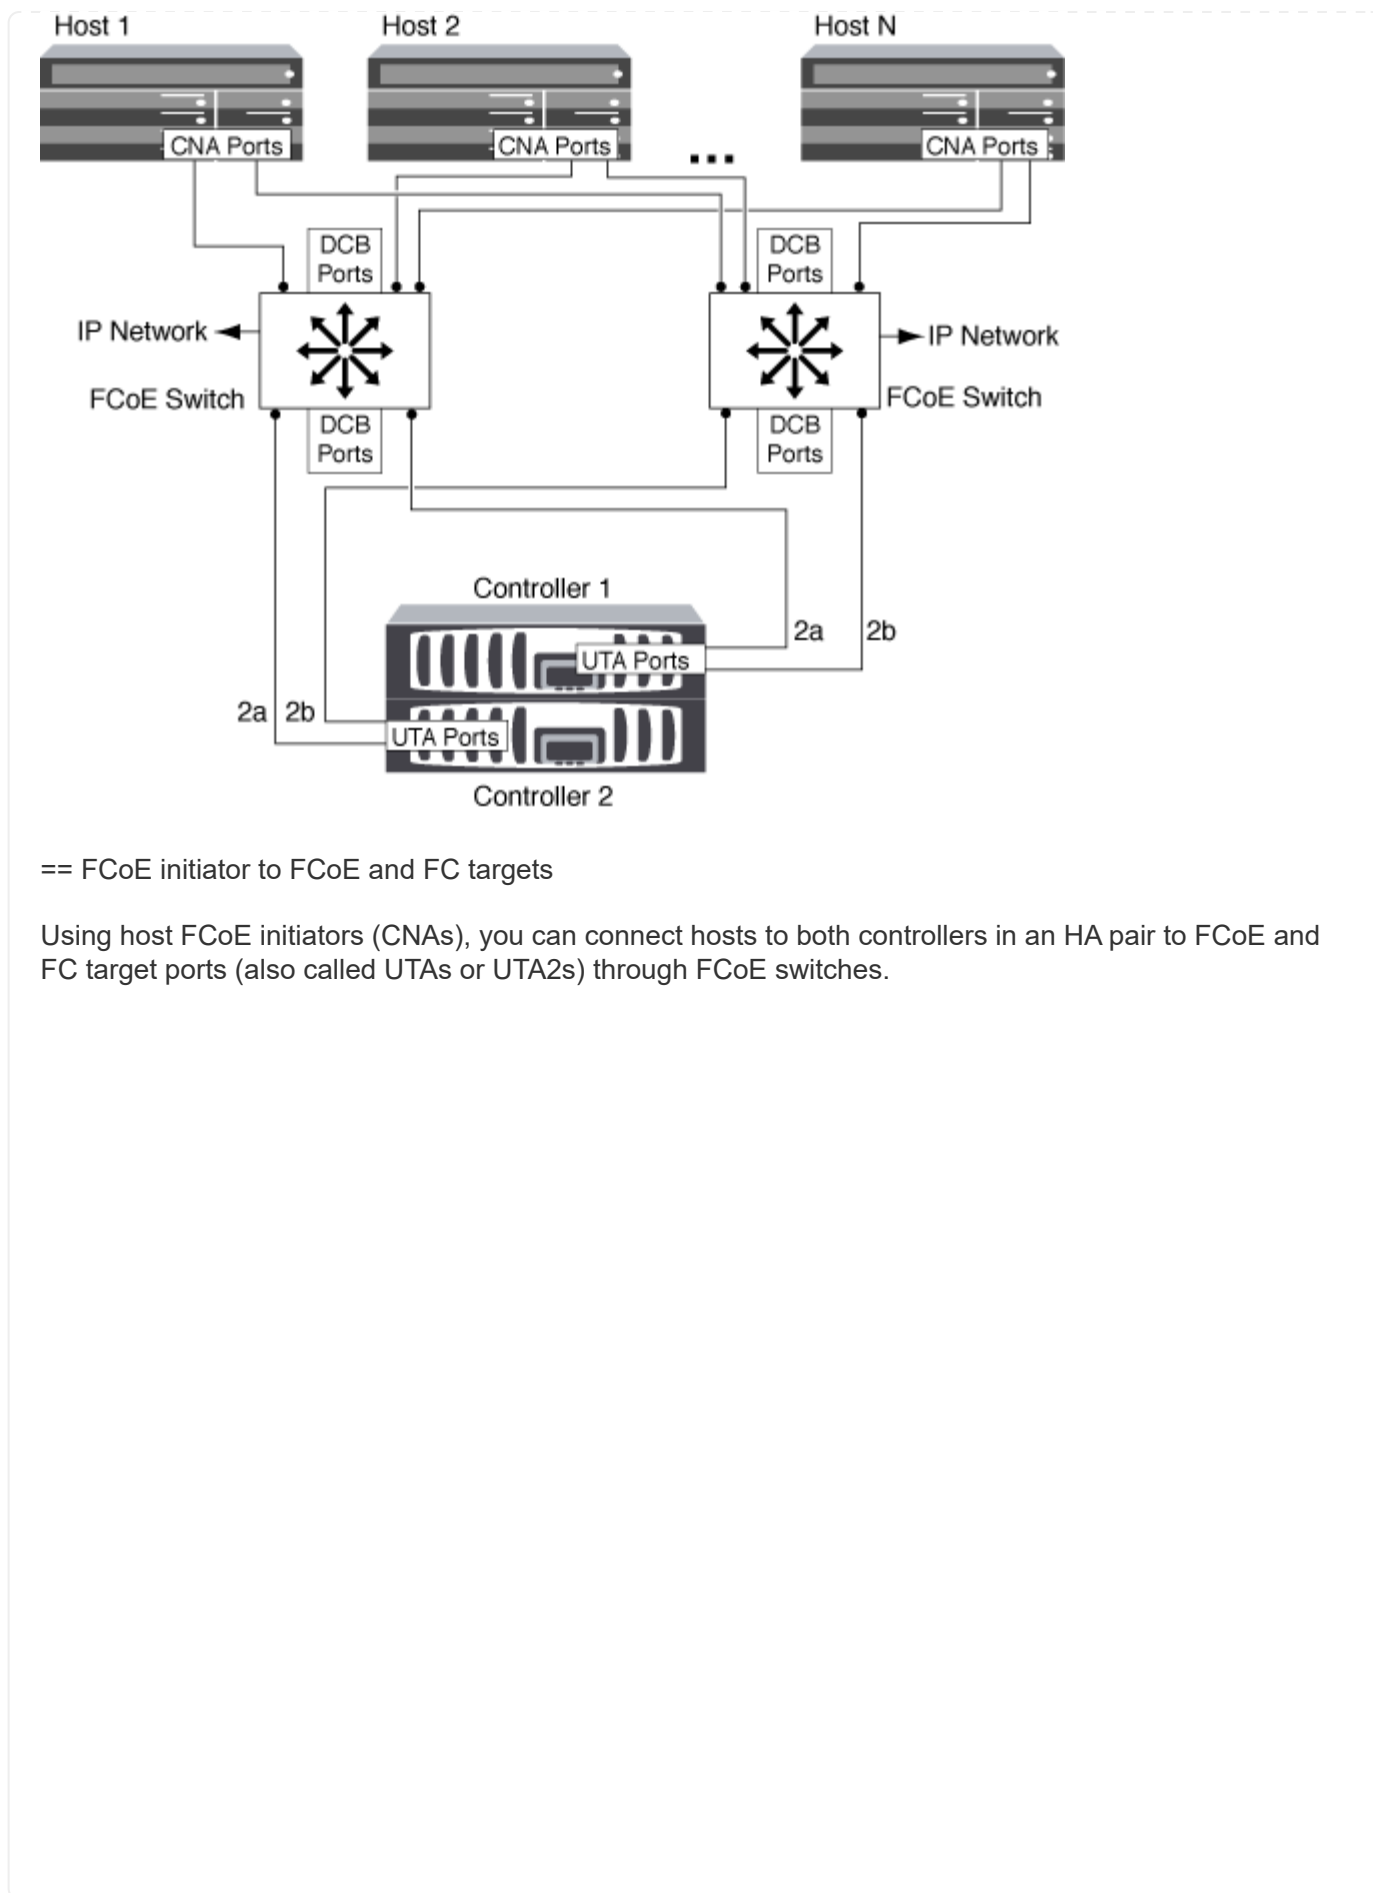 Host 1
Host 2
Host N
CNA Ports
CNA Ports
CNA Ports
DCB
Ports
DCB
Ports
IP Network
IP Network
FCoE Switch
FCoE Switch
DCB
Ports
DCB
Ports
Controller 1
2a
2b
UTA Ports
2a
2b
UTA Ports
Controller 2
== FCoE initiator to FCoE and FC targets
Using host FCoE initiators (CNAs), you can connect hosts to both controllers in an HA pair to FCoE and
FC target ports (also called UTAs or UTA2s) through FCoE switches.